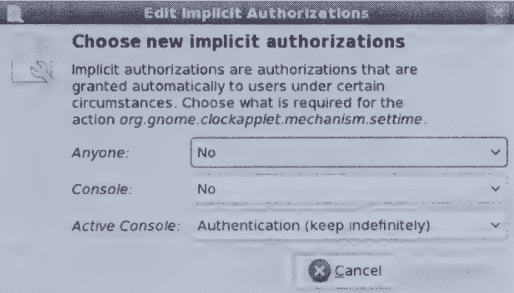 Edit Implicit Authorizations
Choose new implicit authorizations
Implicit authorizations are authorizations that are
granted automatically to users under certain
circumstances. Choose what is required for the
action org.gnome.clockapplet.mechanism.settime.
Anyone: No
Console: No
Active Console: Authentication (keep indefinitely)
Cancel